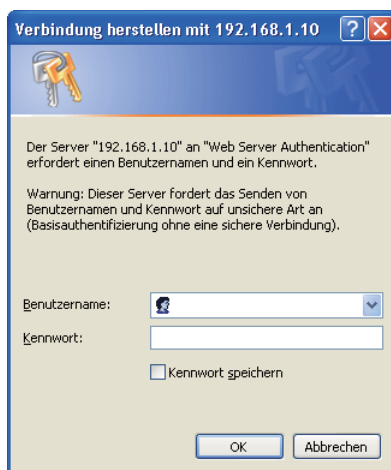 Verbindung herstellen mit 192.168.1.10
Der Server "192.168.1.10" an "Web Server Authentication"
erfordert einen Benutzernamen und ein Kennwort.
Warnung: Dieser Server fordert das Senden von
Benutzernamen und Kennwort auf unsichere Art an
(Basisauthentifizierung ohne eine sichere Verbindung).
Benutzername:
Kennwort:
Kennwort speichern
OK
Abbrechen